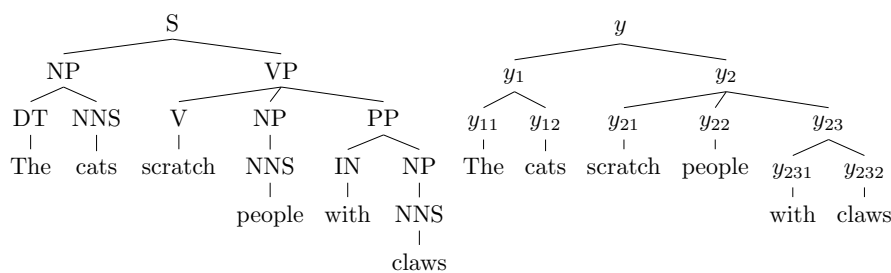 S y
NP VP y₁ y₂
DT NNS V NP PP y₁₁ y₁₂ y₂₁ y₂₂ y₂₃
The cats scratch NNS IN NP The cats scratch people y₂₃₁ y₂₃₂
people with NNS with claws
claws